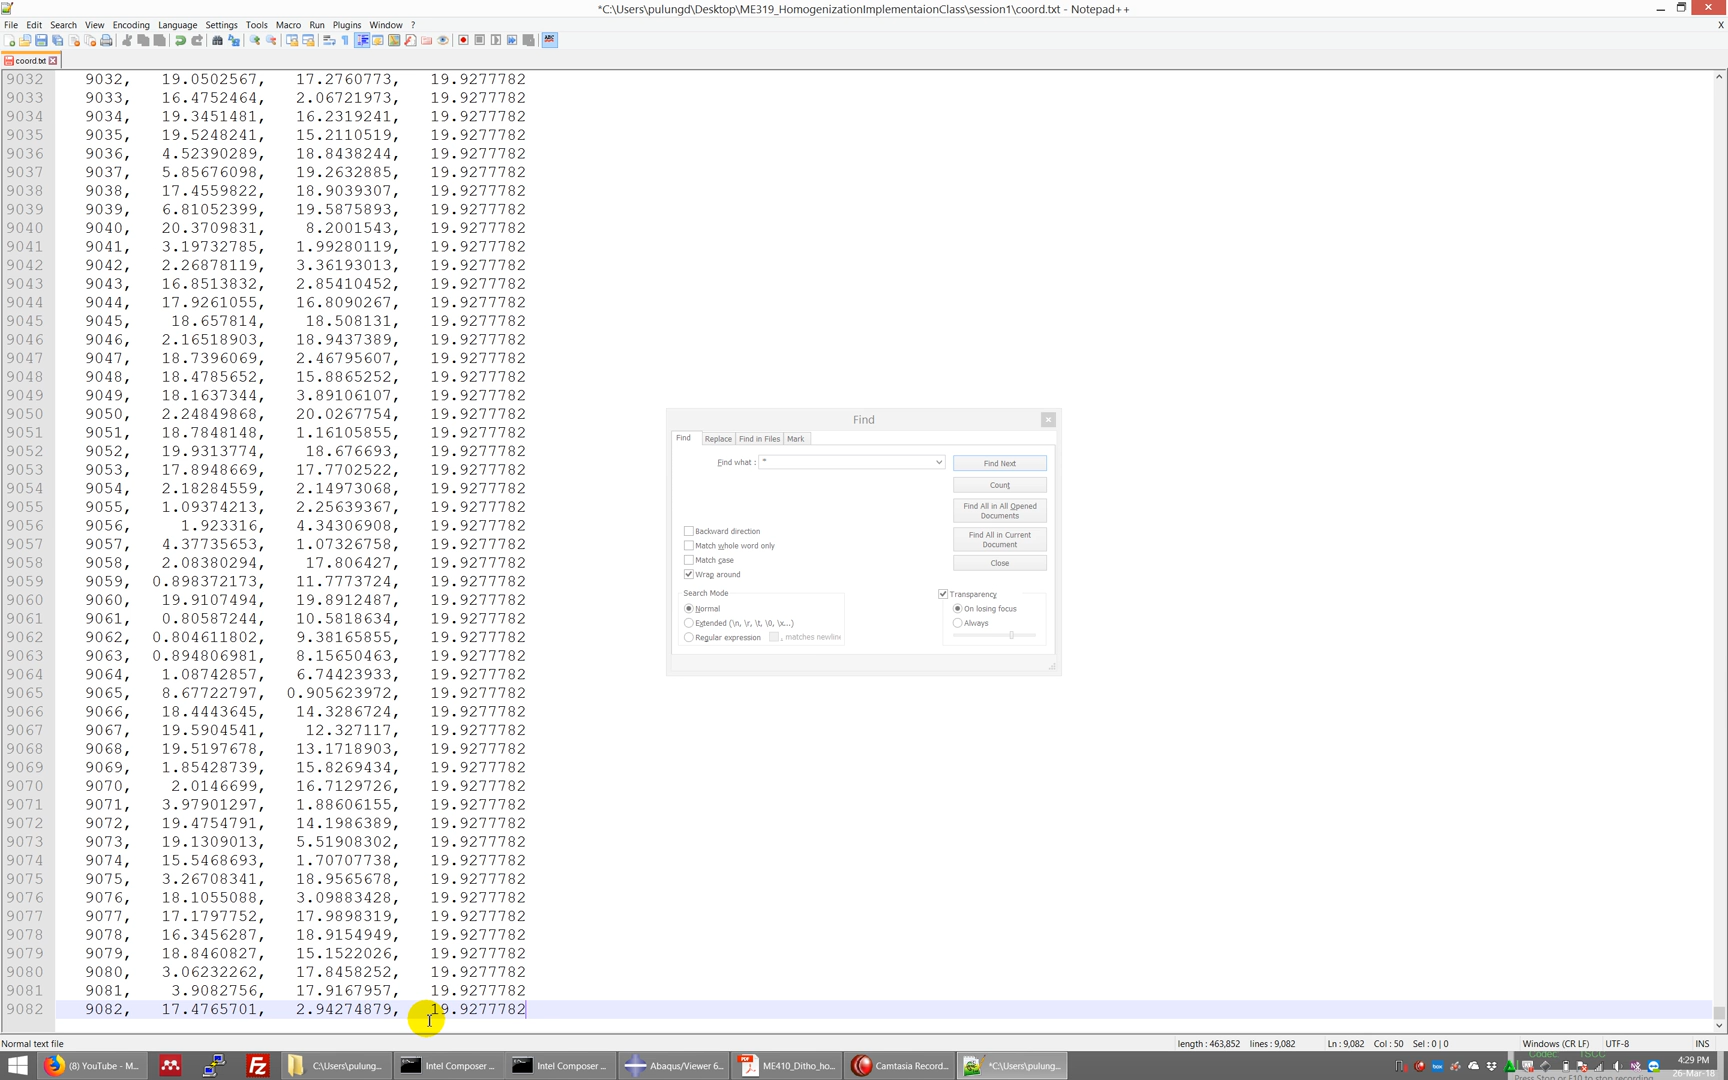 *C:\Users\pulungd\Desktop\ME319_HomogenizationImplementaionClass\session1\coord.txt - Notepad++
File Edit Search View Encoding Language Settings Tools Macro Run Plugins Window ? X
coord.txt
9032 9032, 19.0502567, 17.2760773, 19.9277782
9033 9033, 16.4752464, 2.06721973, 19.9277782
9034 9034, 19.3451481, 16.2319241, 19.9277782
9035 9035, 19.5248241, 15.2110519, 19.9277782
9036 9036, 4.52390289, 18.8438244, 19.9277782
9037 9037, 5.85676098, 19.2632885, 19.9277782
9038 9038, 17.4559822, 18.9039307, 19.9277782
9039 9039, 6.81052399, 19.5875893, 19.9277782
9040 9040, 20.3709831, 8.2001543, 19.9277782
9041 9041, 3.19732785, 1.99280119, 19.9277782
9042 9042, 2.26878119, 3.36193013, 19.9277782
9043 9043, 16.8513832, 2.85410452, 19.9277782
9044 9044, 17.9261055, 16.8090267, 19.9277782
9045 9045, 18.657814, 18.508131, 19.9277782
9046 9046, 2.16518903, 18.9437389, 19.9277782
9047 9047, 18.7396069, 2.46795607, 19.9277782
9048 9048, 18.4785652, 15.8865252, 19.9277782
9049 9049, 18.1637344, 3.89106107, 19.9277782
9050 9050, 2.24849868, 20.0267754, 19.9277782
9051 9051, 18.7848148, 1.16105855, 19.9277782
9052 9052, 19.9313774, 18.676693, 19.9277782
9053 9053, 17.8948669, 17.7702522, 19.9277782
9054 9054, 2.18284559, 2.14973068, 19.9277782
9055 9055, 1.09374213, 2.25639367, 19.9277782
9056 9056, 1.923316, 4.34306908, 19.9277782
9057 9057, 4.37735653, 1.07326758, 19.9277782
9058 9058, 2.08380294, 17.806427, 19.9277782
9059 9059, 0.898372173, 11.7773724, 19.9277782
9060 9060, 19.9107494, 19.8912487, 19.9277782
9061 9061, 0.80587244, 10.5818634, 19.9277782
9062 9062, 0.804611802, 9.38165855, 19.9277782
9063 9063, 0.894806981, 8.15650463, 19.9277782
9064 9064, 1.08742857, 6.74423933, 19.9277782
9065 9065, 8.67722797, 0.905623972, 19.9277782
9066 9066, 18.4443645, 14.3286724, 19.9277782
9067 9067, 19.5904541, 12.327117, 19.9277782
9068 9068, 19.5197678, 13.1718903, 19.9277782
9069 9069, 1.85428739, 15.8269434, 19.9277782
9070 9070, 2.0146699, 16.7129726, 19.9277782
9071 9071, 3.97901297, 1.88606155, 19.9277782
9072 9072, 19.4754791, 14.1986389, 19.9277782
9073 9073, 19.1309013, 5.51908302, 19.9277782
9074 9074, 15.5468693, 1.70707738, 19.9277782
9075 9075, 3.26708341, 18.9565678, 19.9277782
9076 9076, 18.1055088, 3.09883428, 19.9277782
9077 9077, 17.1797752, 17.9898319, 19.9277782
9078 9078, 16.3456287, 18.9154949, 19.9277782
9079 9079, 18.8460827, 15.1522026, 19.9277782
9080 9080, 3.06232262, 17.8458252, 19.9277782
9081 9081, 3.9082756, 17.9167957, 19.9277782
9082 9082, 17.4765701, 2.94274879, 19.9277782
Find
Find Replace Find in Files Mark
Find what : * Find Next
Count
Find All in All Opened
Documents
Find All in Current
Document
Close
Backward direction
Match whole word only
Match case
Wrap around
Search Mode
Normal
Extended (\n, \r, \t, \0, \x...)
Regular expression . matches newline
Transparency
On losing focus
Always
Normal text file length : 463,852 lines : 9,082 Ln : 9,082 Col : 50 Sel : 0 | 0 Windows (CR LF) UTF-8 INS
(8) YouTube - M... C:\Users\pulung... Intel Composer ... Intel Composer ... Abaqus/Viewer 6... ME410_Ditho_ho... Camtasia Record... *C:\Users\pulung...
4:29 PM
26-Mar-18
Codec TSCC
Press Stop or F10 to stop recording